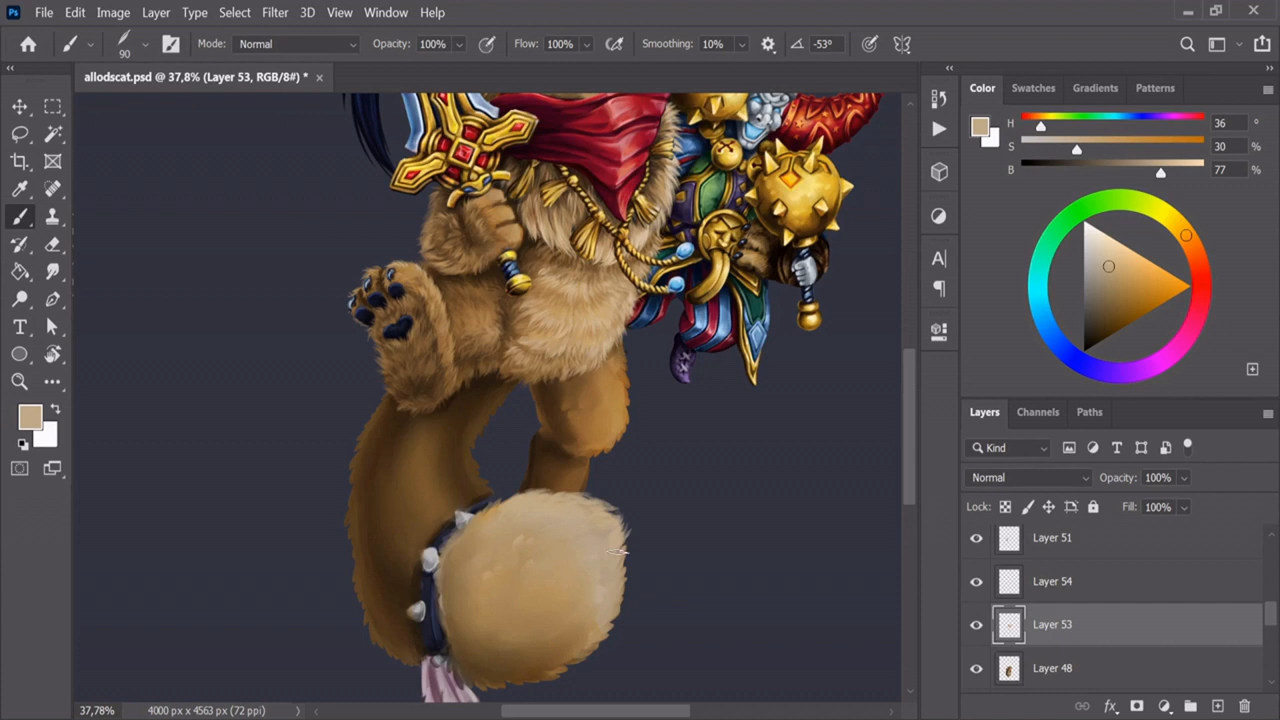 Ps File Edit Image Layer Type Select Filter 3D View Window Help
90 Mode: Normal Opacity: 100% Flow: 100% Smoothing: 10% -53°
allodscat.psd @ 37,8% (Layer 53, RGB/8#) * ×
Color Swatches Gradients Patterns
H 36 °
S 30 %
B 77 %
Layers Channels Paths
Kind
Normal Opacity: 100%
Lock: Fill: 100%
Layer 51
Layer 54
Layer 53
Layer 48
fx
37,78% 4000 px x 4563 px (72 ppi)